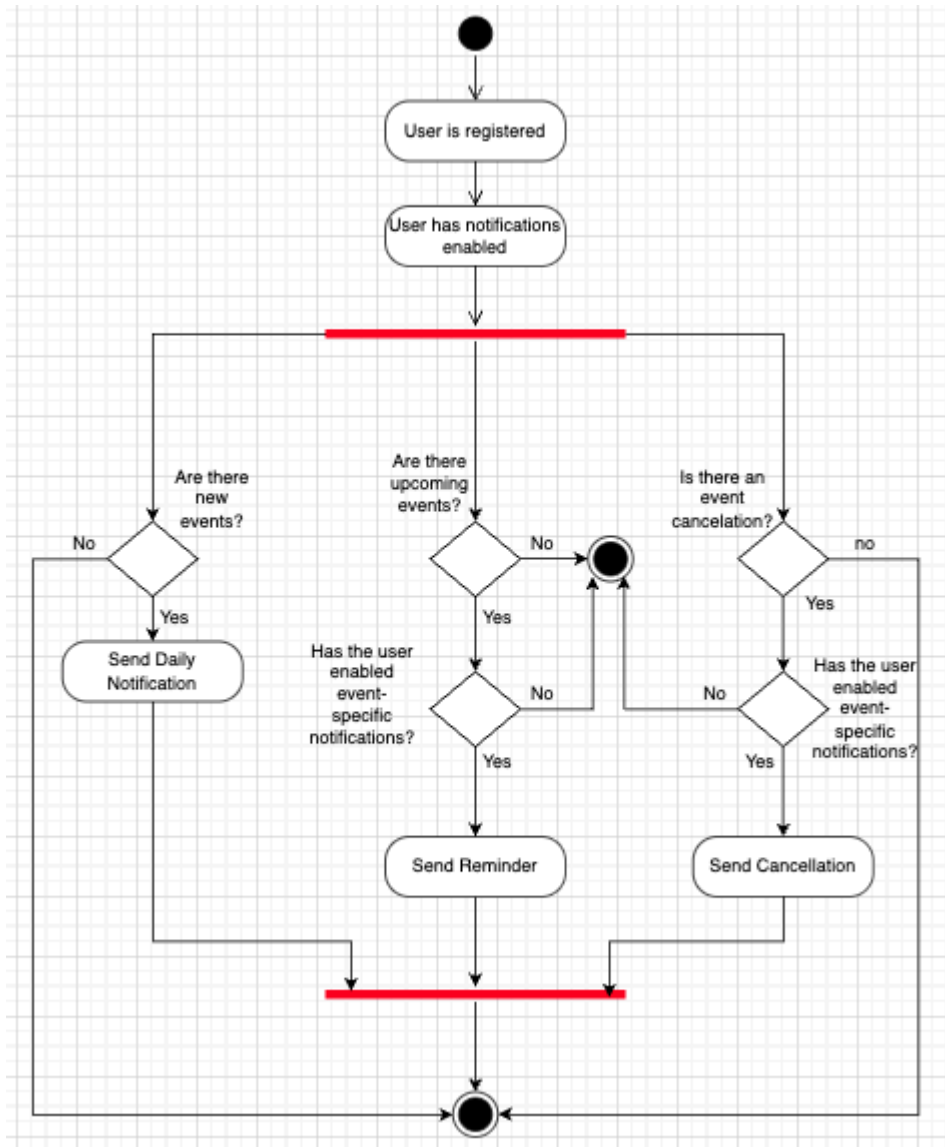 User is registered
User has notifications
enabled
Are there
new
events?
Are there
upcoming
events?
Is there an
event
cancelation?
No
No
no
Yes
Yes
Yes
Send Daily
Notification
Has the user
enabled
event-
specific
notifications?
No
No
Has the user
enabled
event-
specific
notifications?
Yes
Yes
Send Reminder
Send Cancellation